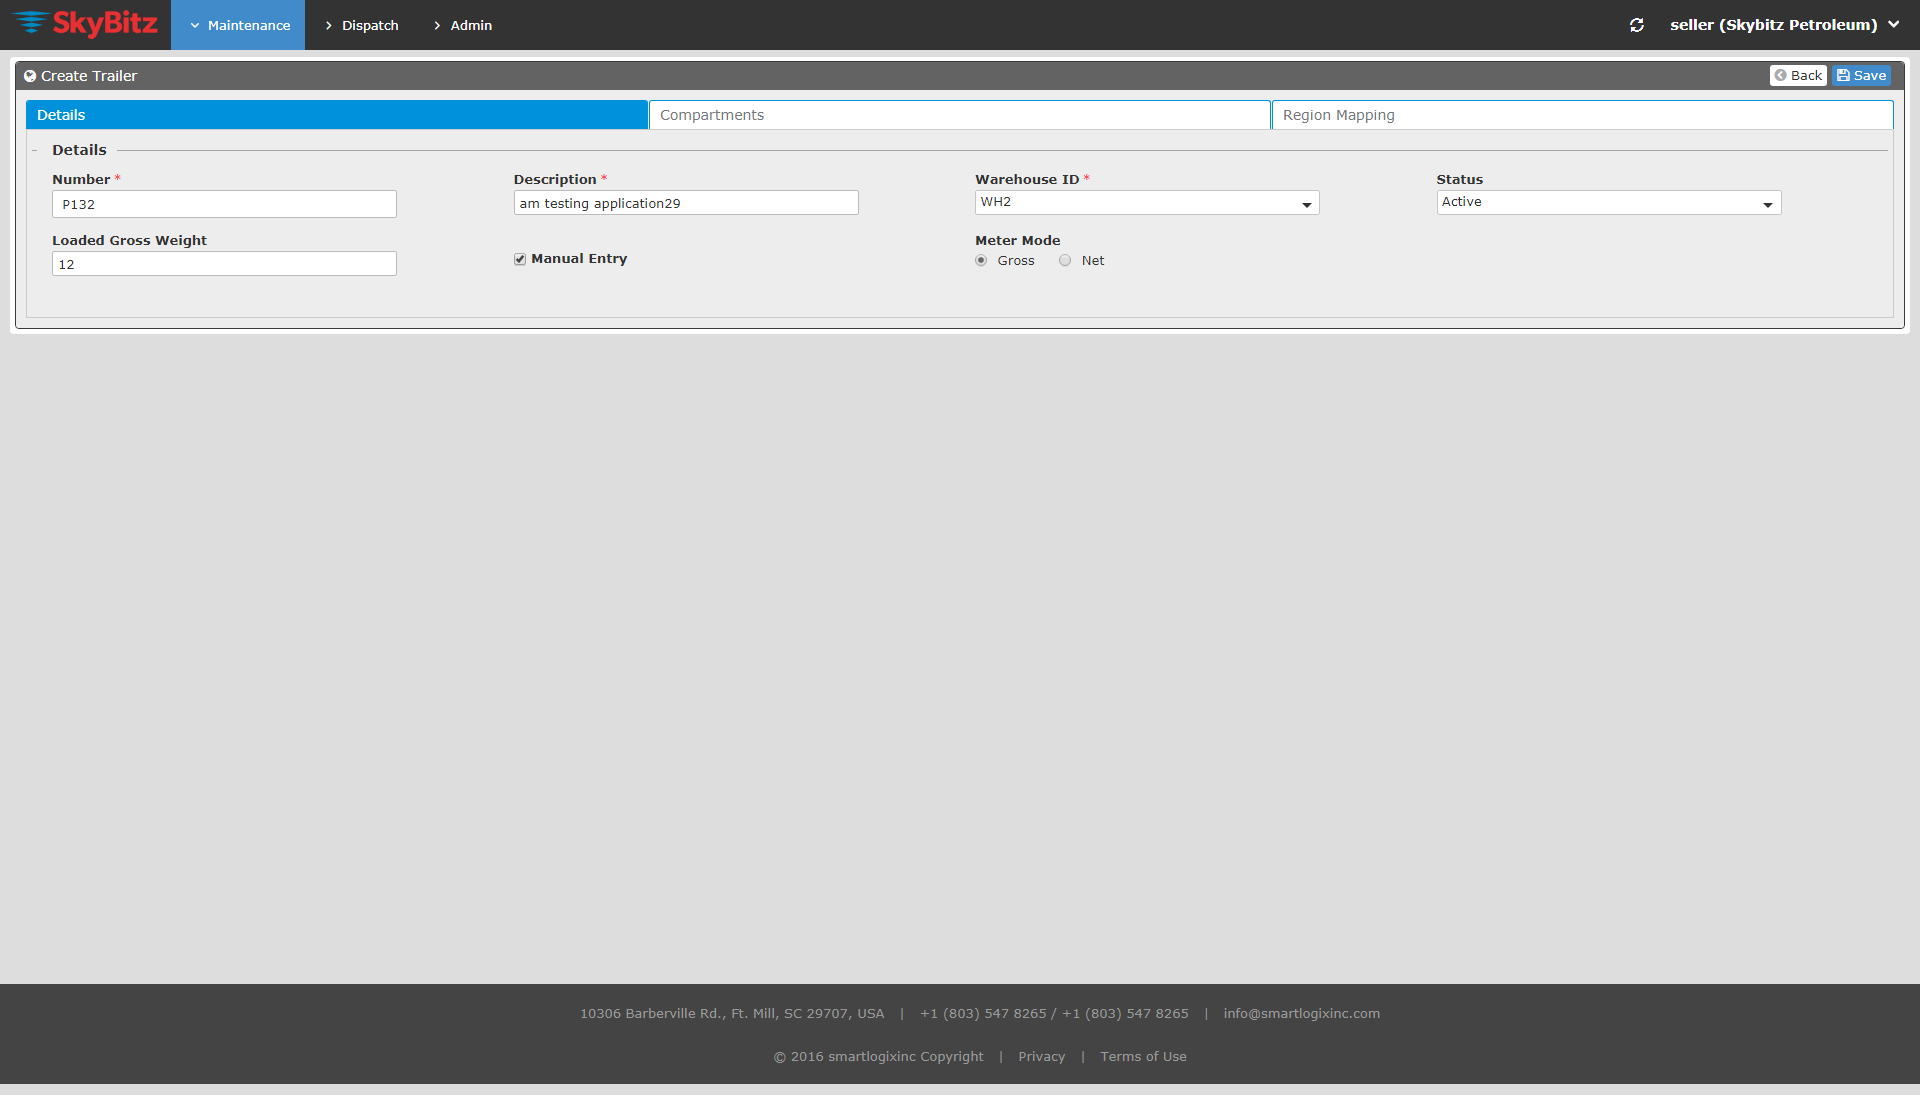 SkyBitz Maintenance Dispatch Admin seller (Skybitz Petroleum)
Create Trailer Back Save
Details Compartments Region Mapping
- Details
Number * Description * Warehouse ID * Status
P132 am testing application29 WH2 Active
Loaded Gross Weight Manual Entry Meter Mode
12 Gross Net
10306 Barberville Rd., Ft. Mill, SC 29707, USA | +1 (803) 547 8265 / +1 (803) 547 8265 | info@smartlogixinc.com
© 2016 smartlogixinc Copyright | Privacy | Terms of Use